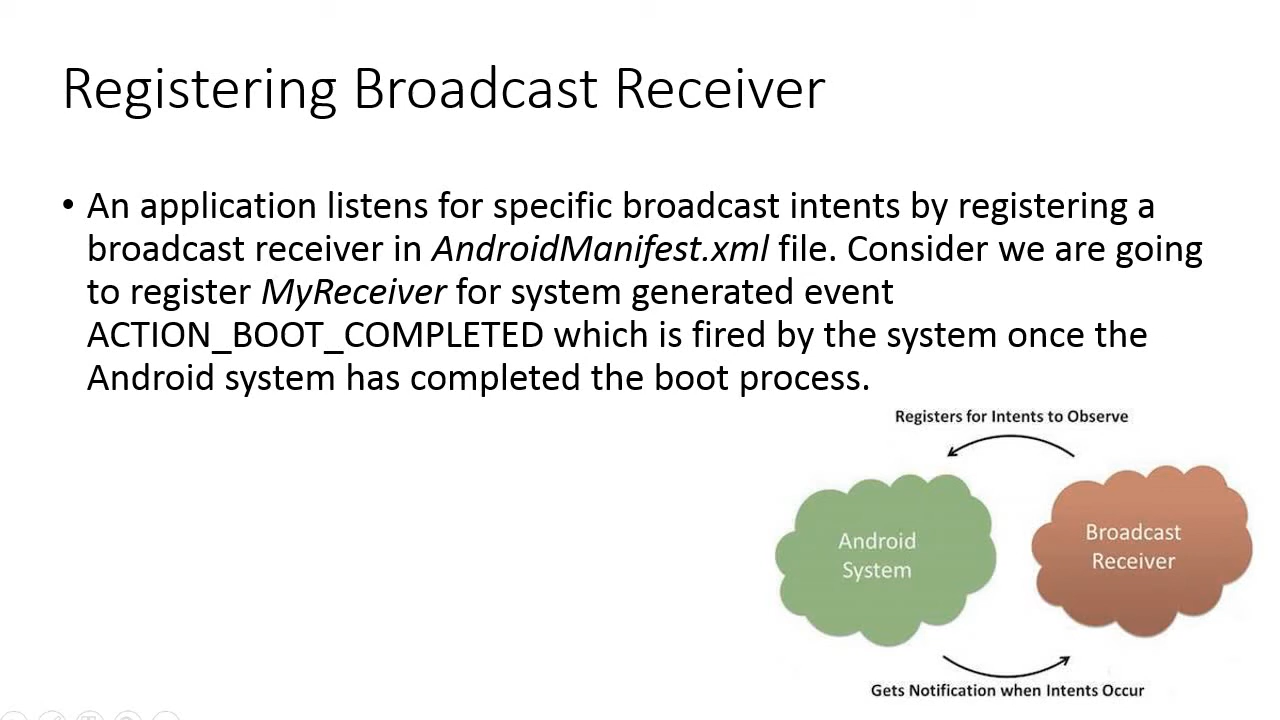 Registering Broadcast Receiver
• An application listens for specific broadcast intents by registering a
broadcast receiver in AndroidManifest.xml file. Consider we are going
to register MyReceiver for system generated event
ACTION_BOOT_COMPLETED which is fired by the system once the
Android system has completed the boot process.
Registers for Intents to Observe
Android
System
Broadcast
Receiver
Gets Notification when Intents Occur